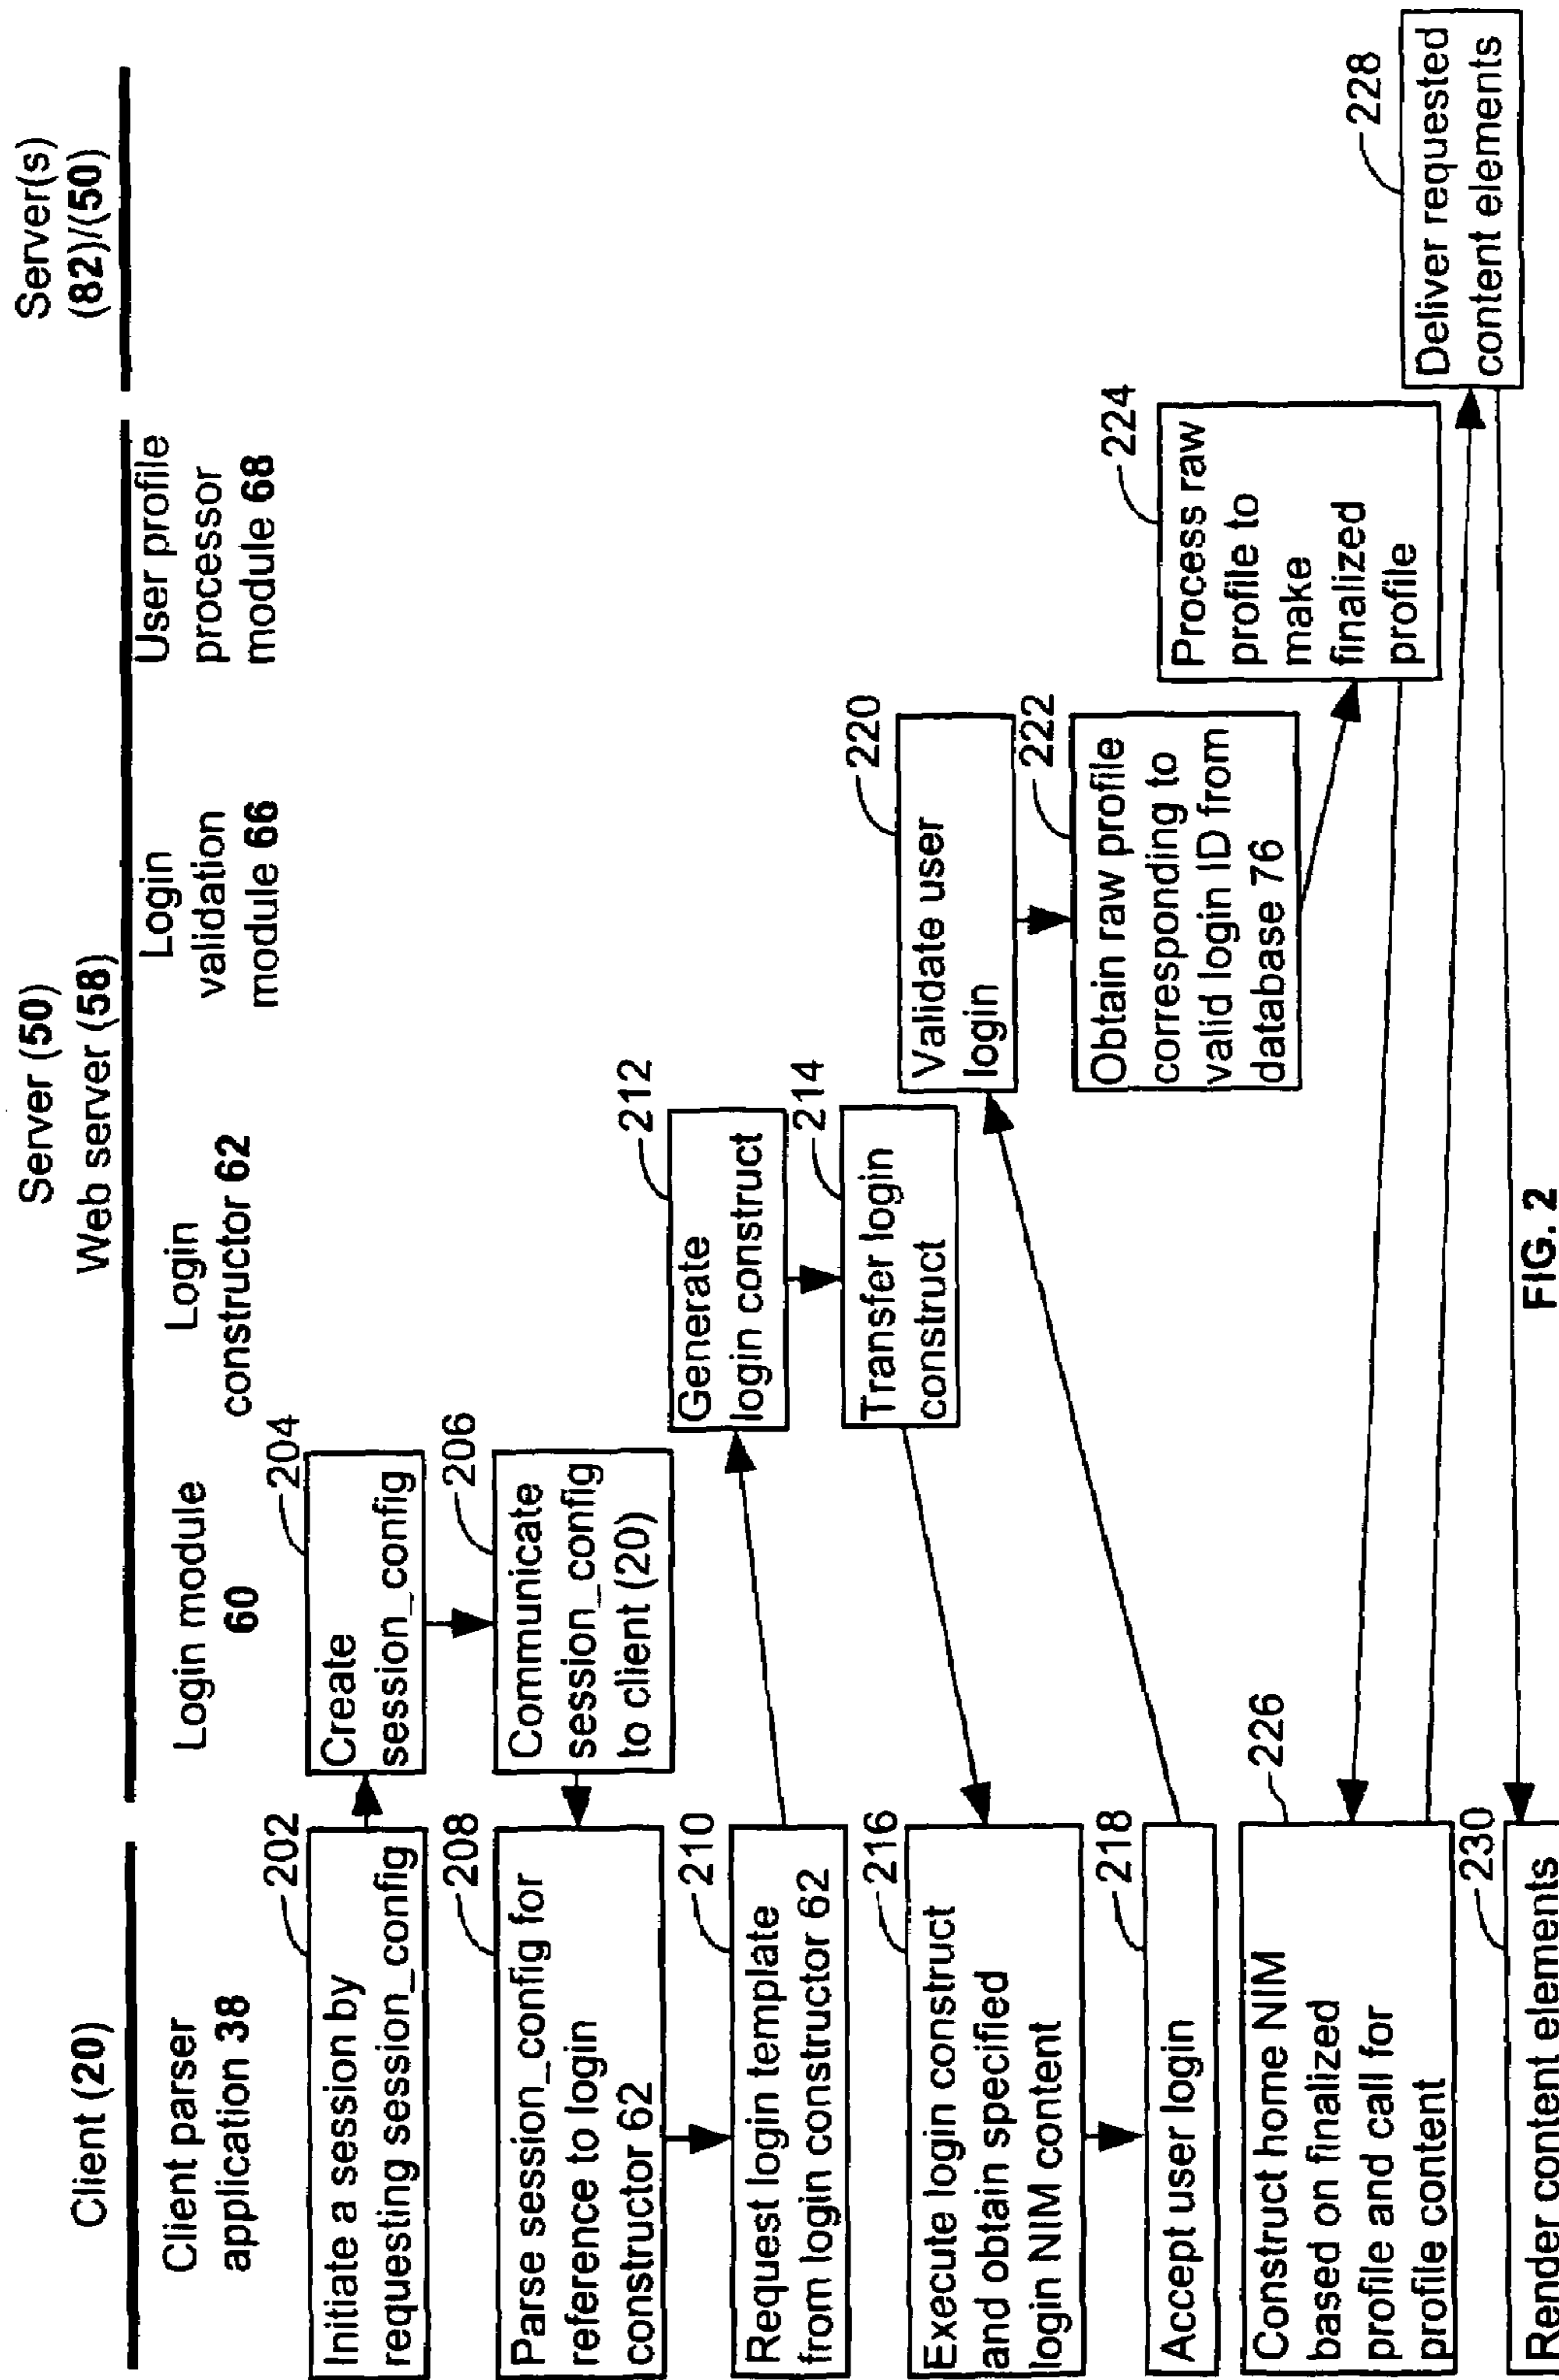 Client (20)
Client parser
application 38
Server (50)
Web server (58)
Login module
60
Login
constructor 62
Login
validation
module 66
User profile
processor
module 68
Server(s)
(82)/(50)
202
Initiate a session by
requesting session_config
204
Create
session_config
206
Communicate
session_config
to client (20)
208
Parse session_config for
reference to login
constructor 62
210
Request login template
from login constructor 62
212
Generate
login construct
214
Transfer login
construct
216
Execute login construct
and obtain specified
login NIM content
218
Accept user login
220
Validate user
login
222
Obtain raw profile
corresponding to
valid login ID from
database 76
224
Process raw
profile to
make
finalized
profile
226
Construct home NIM
based on finalized
profile and call for
profile content
228
Deliver requested
content elements
230
Render content elements
FIG. 2